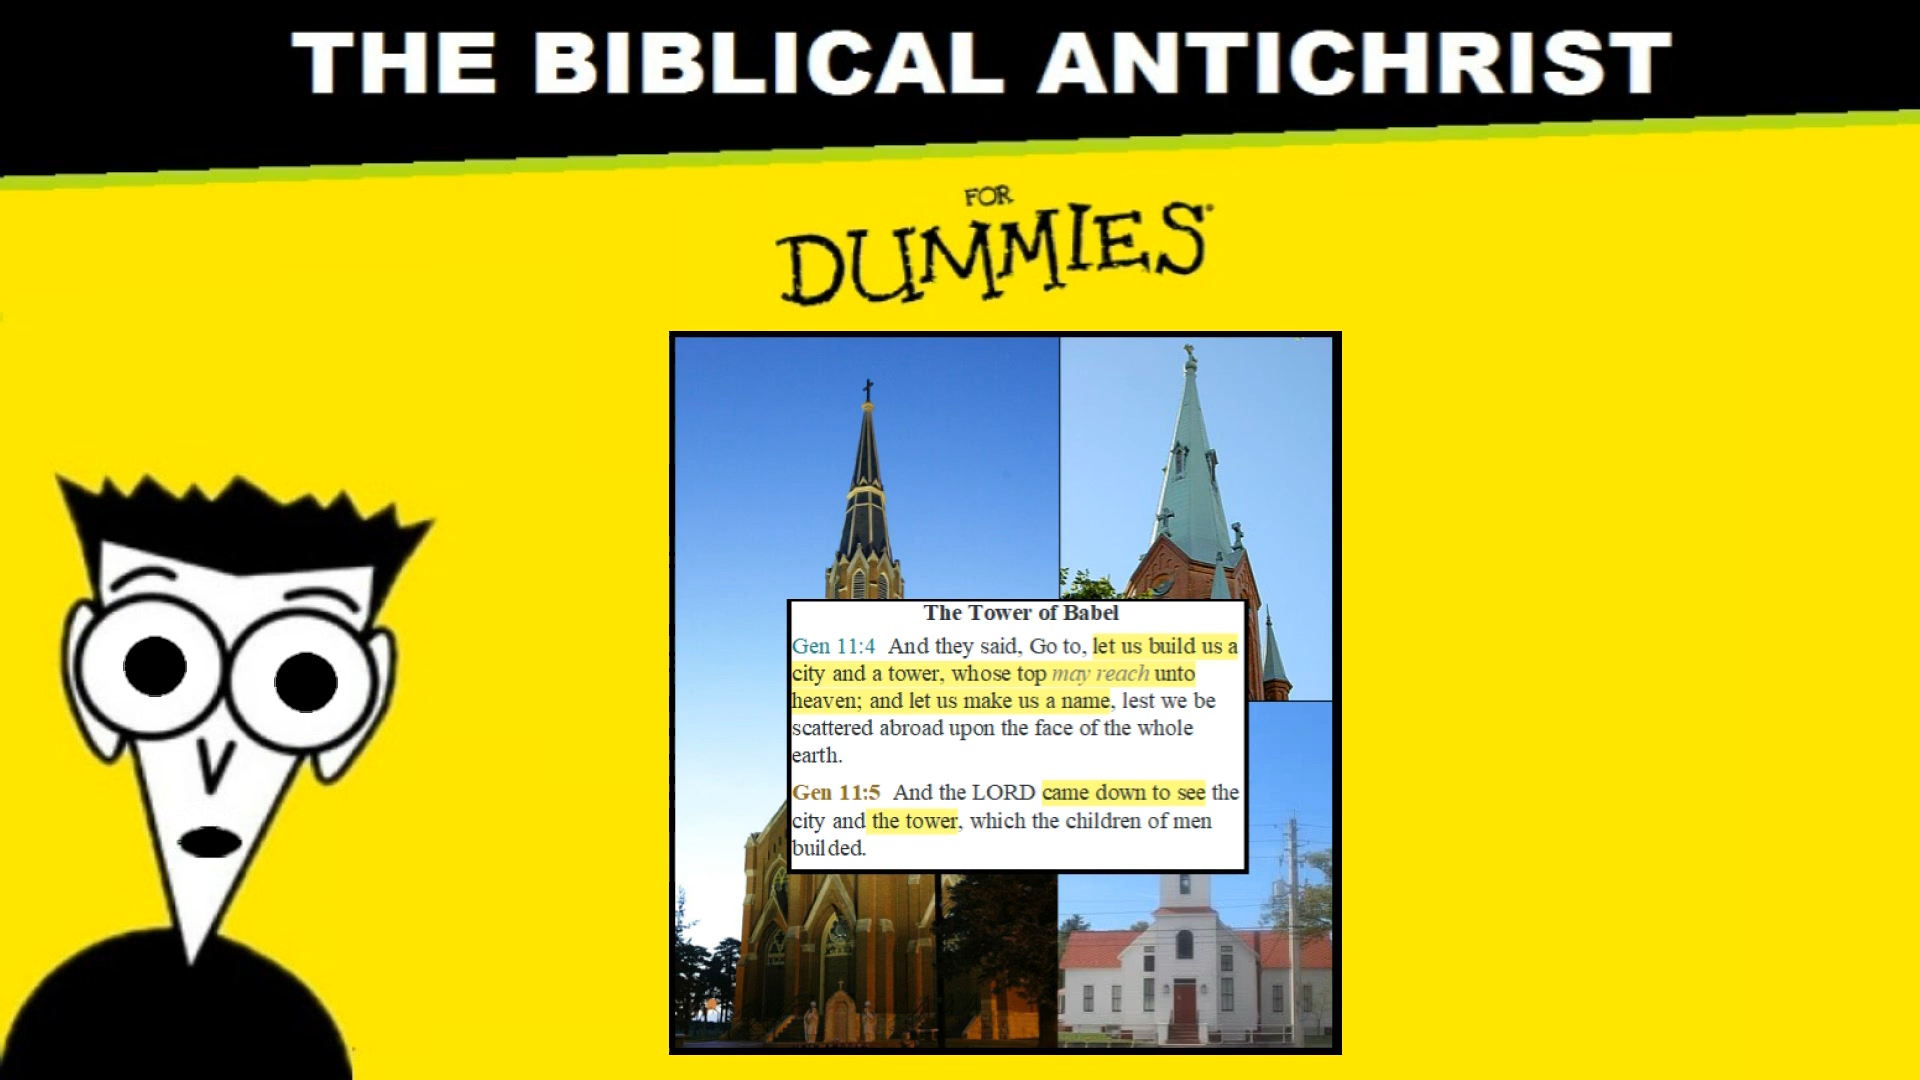 THE BIBLICAL ANTICHRIST
FOR
DUMMIES
The Tower of Babel
Gen 11:4 And they said, Go to, let us build us a
city and a tower, whose top may reach unto
heaven; and let us make us a name, lest we be
scattered abroad upon the face of the whole
earth.
Gen 11:5 And the LORD came down to see the
city and the tower, which the children of men
builded.